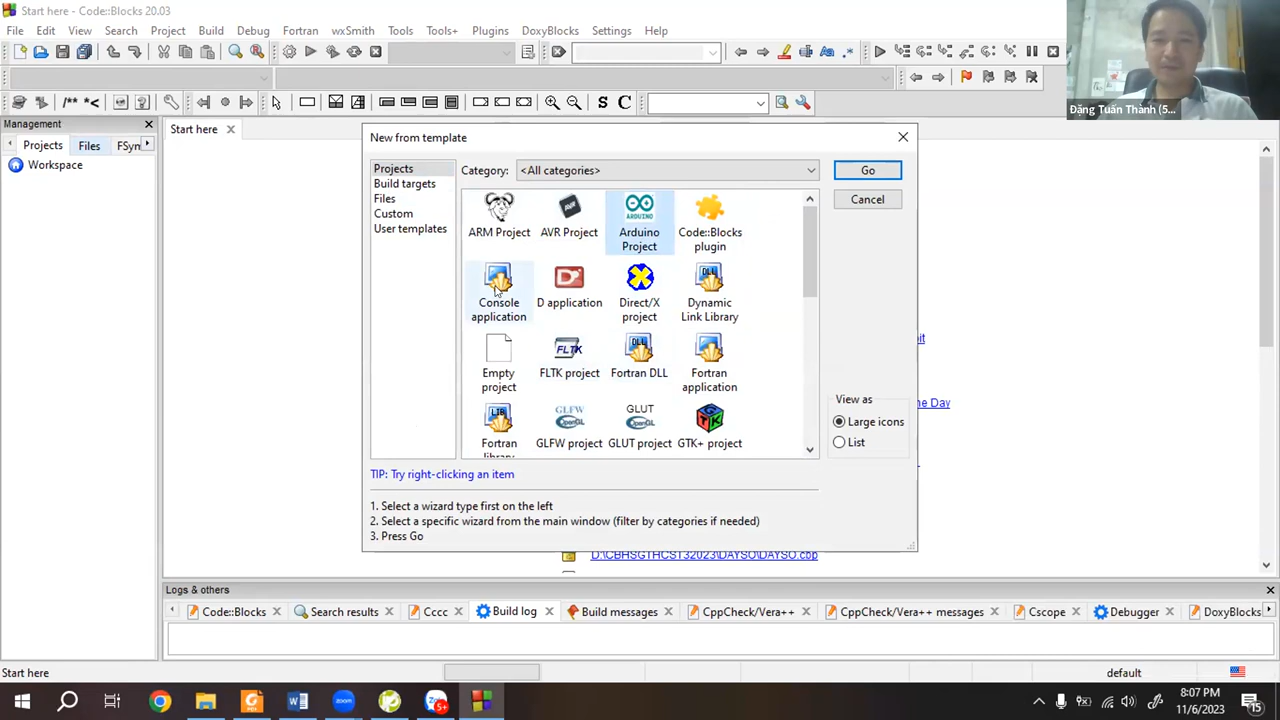 Start here - Code::Blocks 20.03
File Edit View Search Project Build Debug Fortran wxSmith Tools Tools+ Plugins DoxyBlocks Settings Help
/** *<
S C
Đặng Tuấn Thành (5...
Management
Projects Files FSyn
Workspace
Start here
New from template
Projects
Build targets
Files
Custom
User templates
Category: <All categories>
Go
Cancel
ARM Project AVR Project Arduino Project Code::Blocks plugin
Console application D application Direct/X project Dynamic Link Library
Empty project FLTK project Fortran DLL Fortran application
Fortran library GLFW project GLUT project GTK+ project
View as
Large icons
List
TIP: Try right-clicking an item
1. Select a wizard type first on the left
2. Select a specific wizard from the main window (filter by categories if needed)
3. Press Go
ne Day
D:\CBHSGTHCST32023\DAYSO\DAYSO.cbp
Logs & others
Code::Blocks Search results Cccc Build log Build messages CppCheck/Vera++ CppCheck/Vera++ messages Cscope Debugger DoxyBlocks
Start here
default
8:07 PM
11/6/2023
15